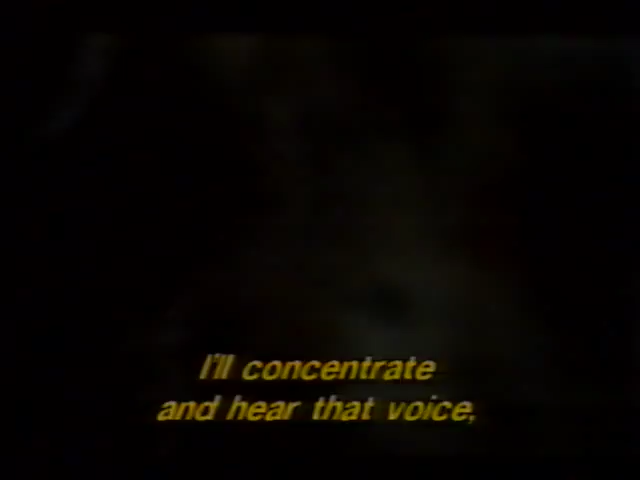 I'll concentrate
and hear that voice,